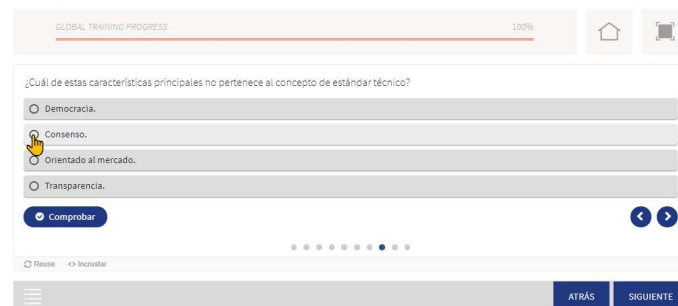 GLOBAL TRAINING PROGRESS 100%
¿Cuál de estas características principales no pertenece al concepto de estándar técnico?
Democracia.
Consenso.
Orientado al mercado.
Transparencia.
Comprobar
Reuse <> Incrustar
ATRÁS SIGUIENTE